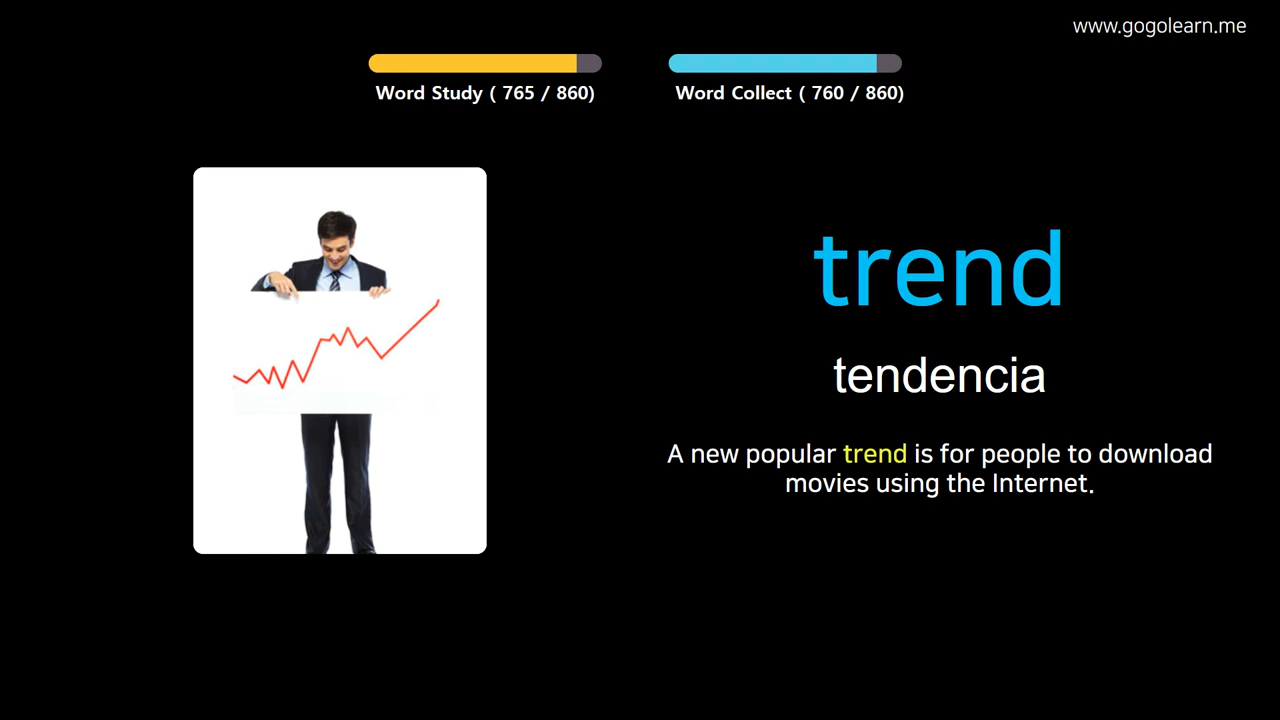 www.gogolearn.me
Word Study ( 765 / 860)
Word Collect ( 760 / 860)
trend
tendencia
A new popular trend is for people to download
movies using the Internet.